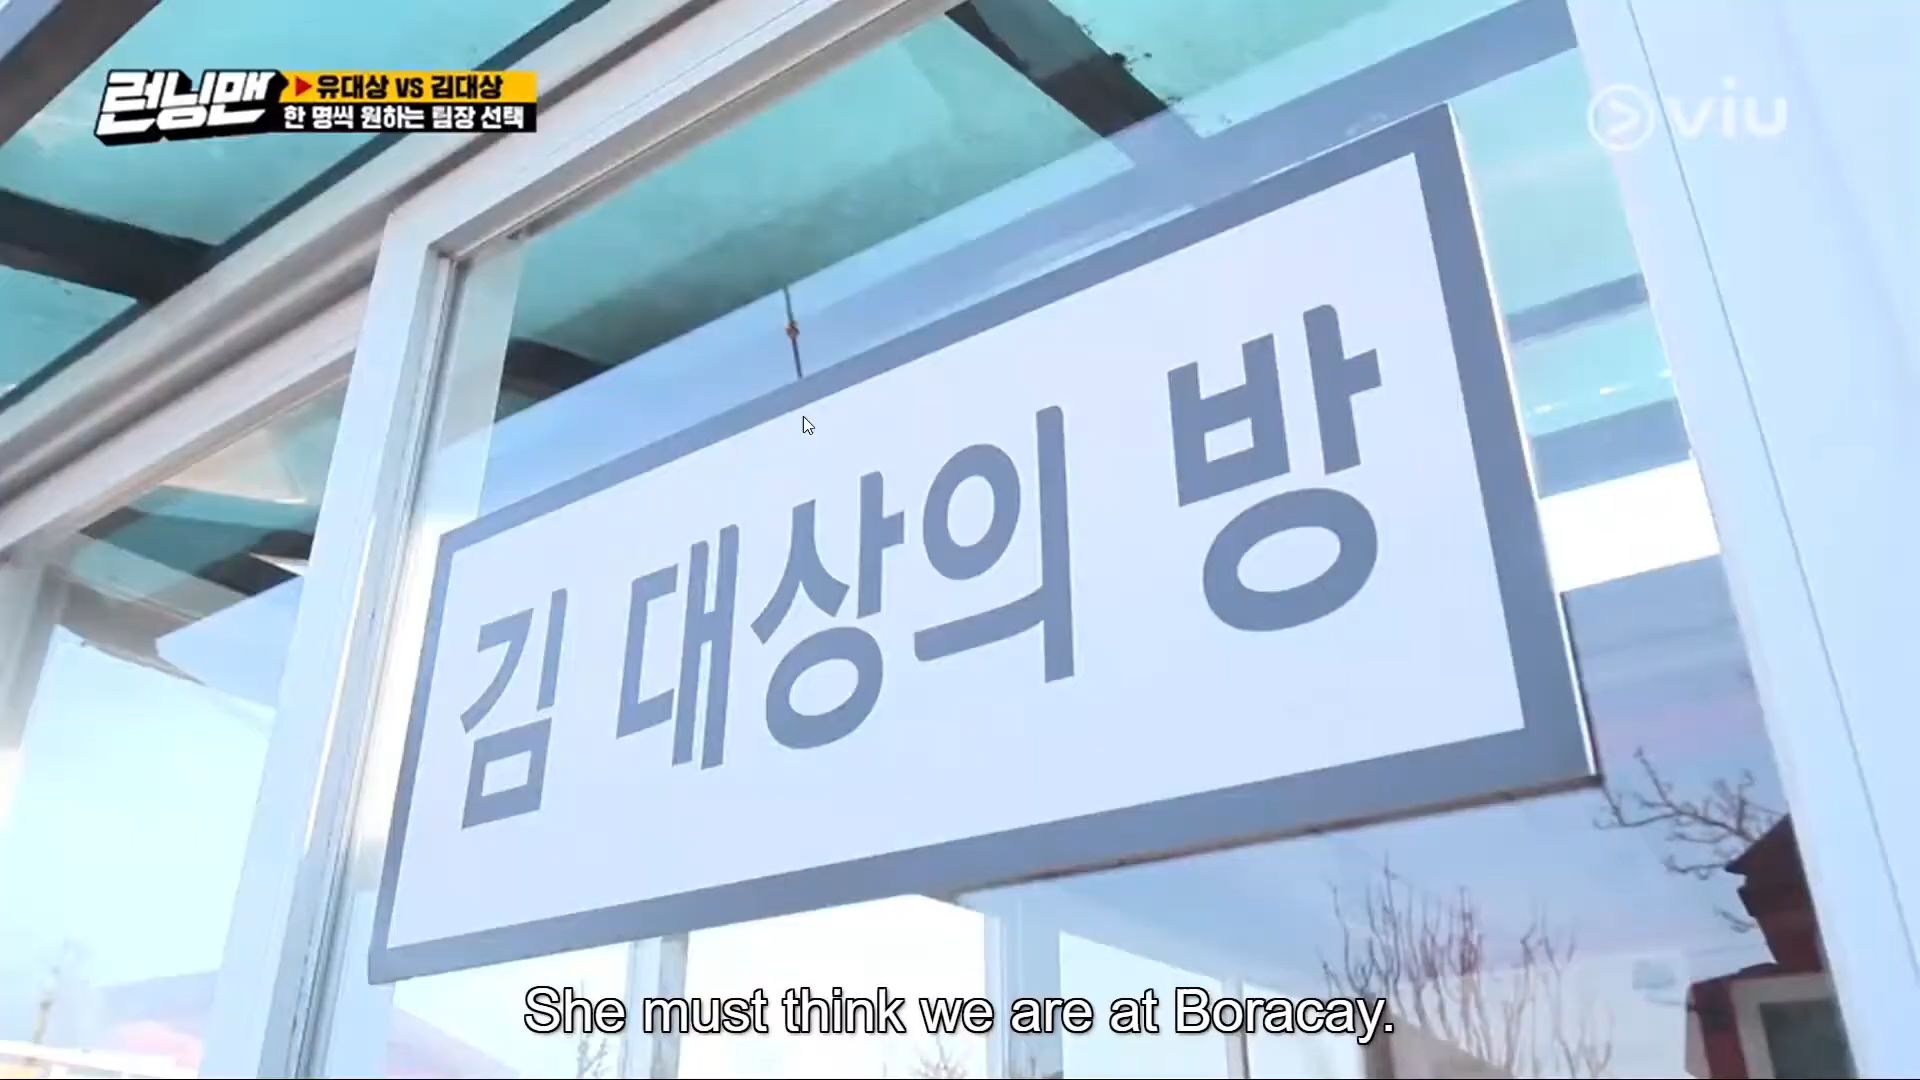 런닝맨
유대상 vs 김대상
한 명씩 원하는 팀장 선택
viu
김 대상의 방
She must think we are at Boracay.